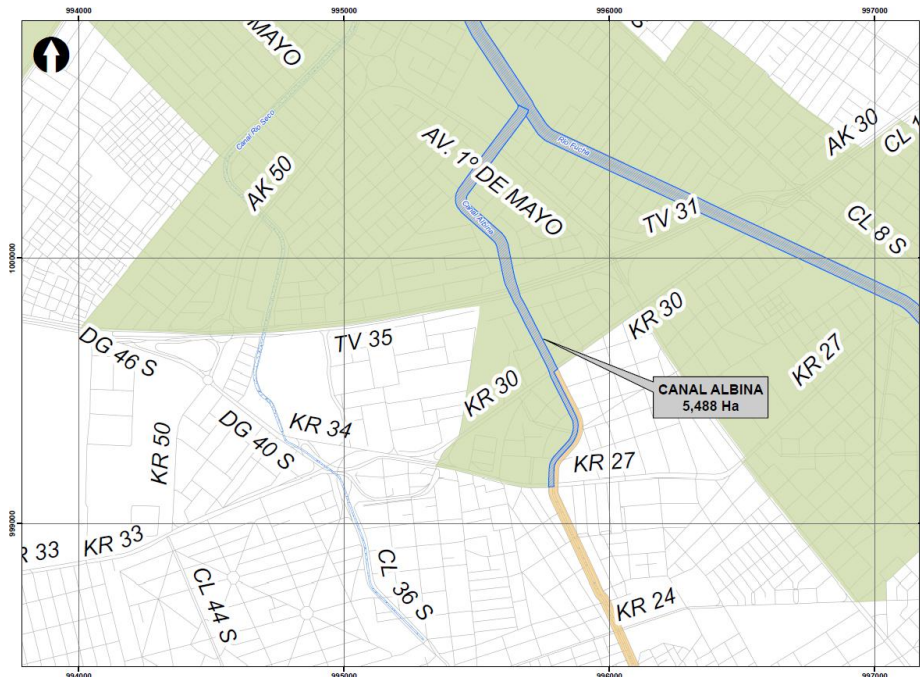 994000
995000
996000
997000
MAYO
S
AK 30
CL 1
Canal Rio Seco
AK 50
AV. 1º DE MAYO
Rio Fucha
Canal Albina
TV 31
CL 8 S
1000000
DG 46 S
TV 35
KR 30
KR 30
KR 27
CANAL ALBINA
5,488 Ha
KR 50
DG 40 S
KR 34
KR 27
R 33
KR 33
999000
CL 44 S
CL 36 S
KR 24
994000
995000
996000
997000